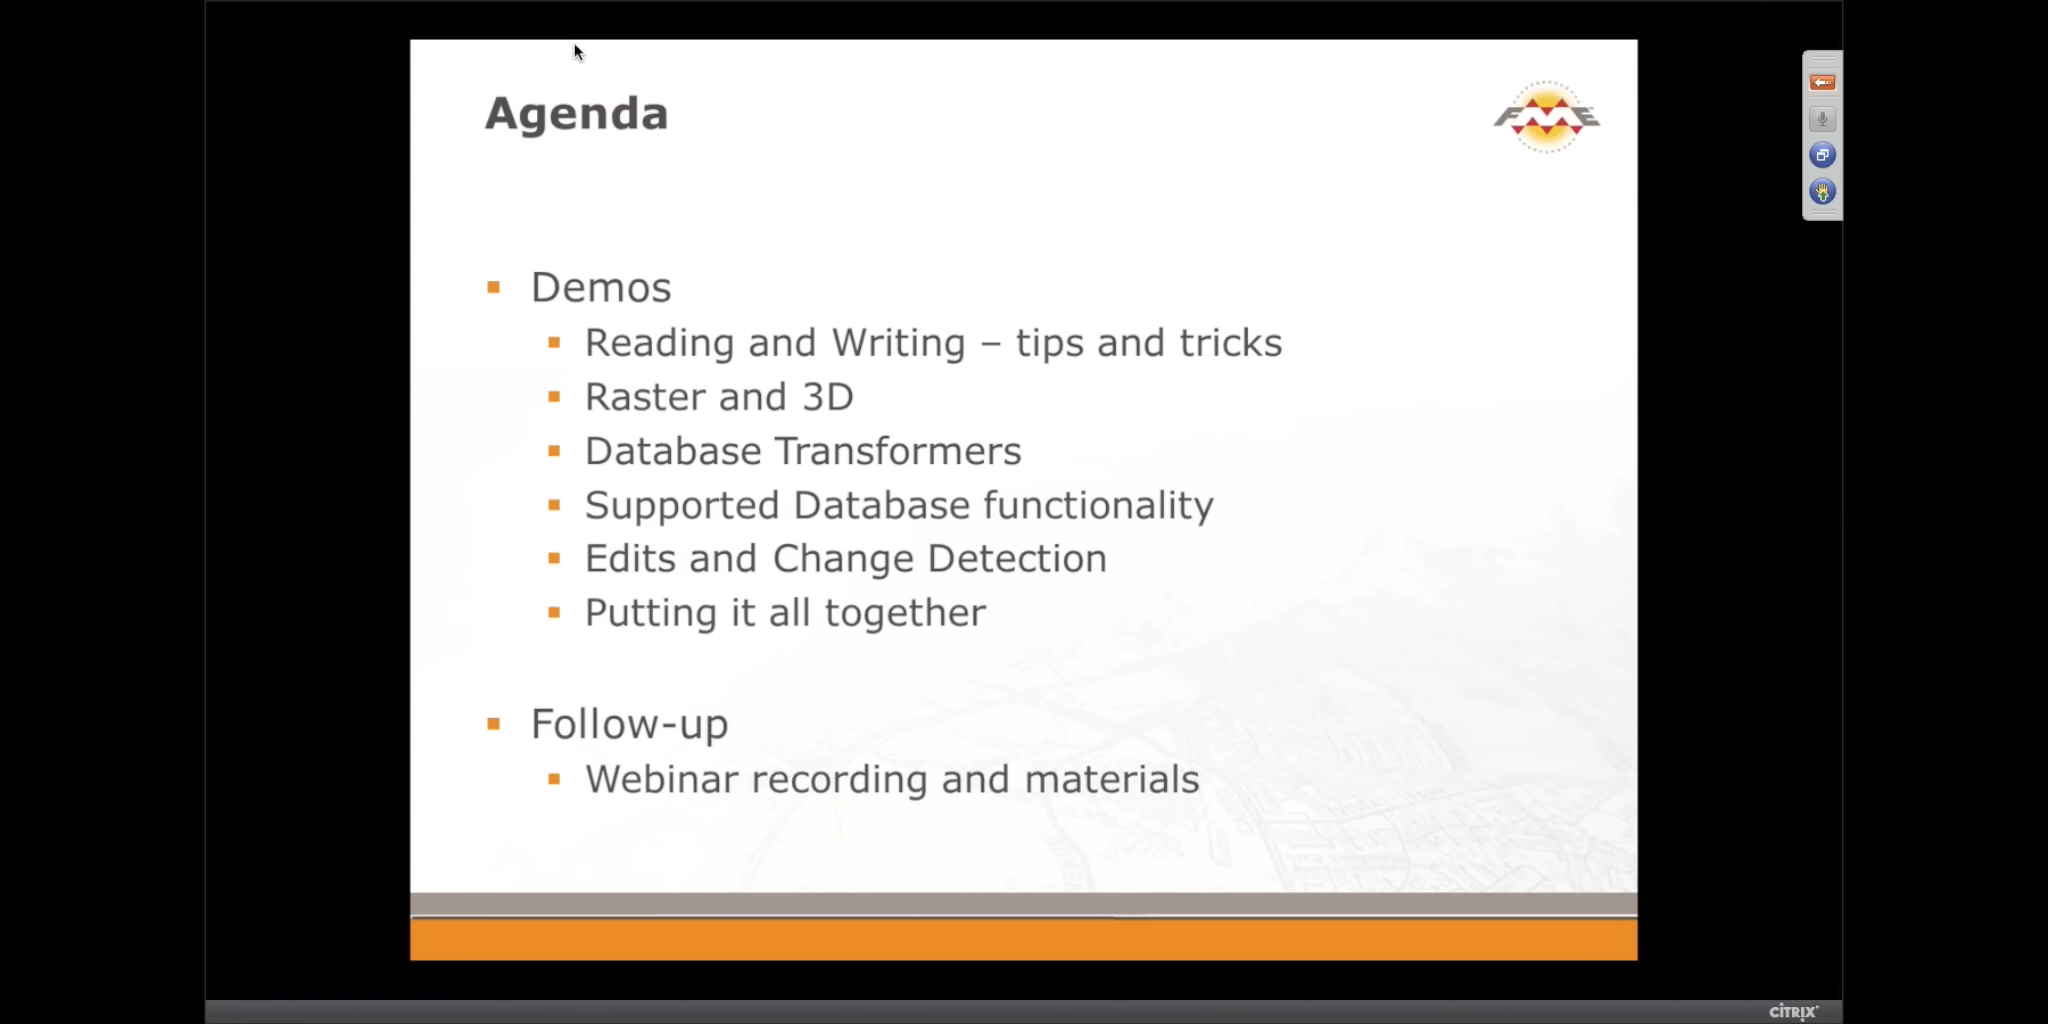 Agenda
FME
Demos
Reading and Writing – tips and tricks
Raster and 3D
Database Transformers
Supported Database functionality
Edits and Change Detection
Putting it all together
Follow-up
Webinar recording and materials
CITRIX